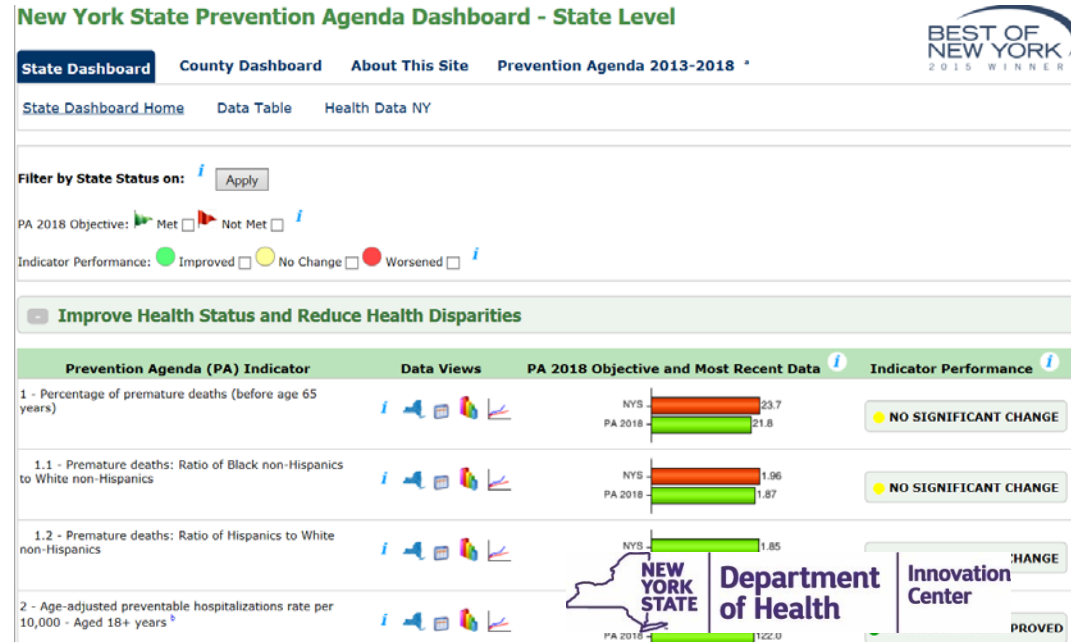 New York State Prevention Agenda Dashboard - State Level
BEST OF
NEW YORK
2015 WINNER
State Dashboard County Dashboard About This Site Prevention Agenda 2013-2018
State Dashboard Home Data Table Health Data NY
Filter by State Status on: i Apply
PA 2018 Objective: Met Not Met i
Indicator Performance: Improved No Change Worsened i
- Improve Health Status and Reduce Health Disparities
Prevention Agenda (PA) Indicator Data Views PA 2018 Objective and Most Recent Data i Indicator Performance i
1 - Percentage of premature deaths (before age 65
years)
i
NYS 23.7
PA 2018 21.8
NO SIGNIFICANT CHANGE
1.1 - Premature deaths: Ratio of Black non-Hispanics
to White non-Hispanics
i
NYS 1.96
PA 2018 1.87
NO SIGNIFICANT CHANGE
1.2 - Premature deaths: Ratio of Hispanics to White
non-Hispanics
i
NYS 1.85
CHANGE
2 - Age-adjusted preventable hospitalizations rate per
10,000 - Aged 18+ years b
i
PA 2018 122.0
PROVED
NEW
YORK
STATE
Department
of Health
Innovation
Center